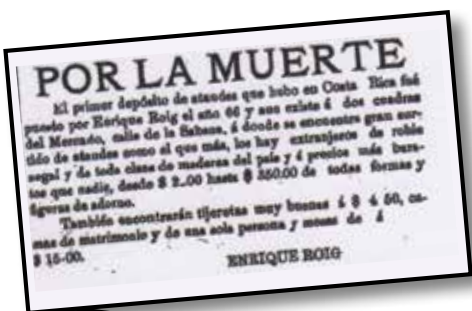 POR LA MUERTE
El primer depósito de ataudes que hubo en Costa Rica fué
puesto por Enrique Roig el año 66 y aun existe á dos cuadras
del Mercado, calle de la Sabana, á donde se encuentra gran sur-
tido de ataudes como el que más, los hay extranjeros de roble
nogal y de toda clase de maderas del país y á precios más bara-
tos que nadie, desde $ 2..00 hasta $ 350.00 de todas formas y
figuras de adorno.
También encontrarán tijeretas muy buenas á $ 4 50, ca-
mas de matrimonio y de una sola persona y mesas de á
$ 15-00.
ENRIQUE ROIG